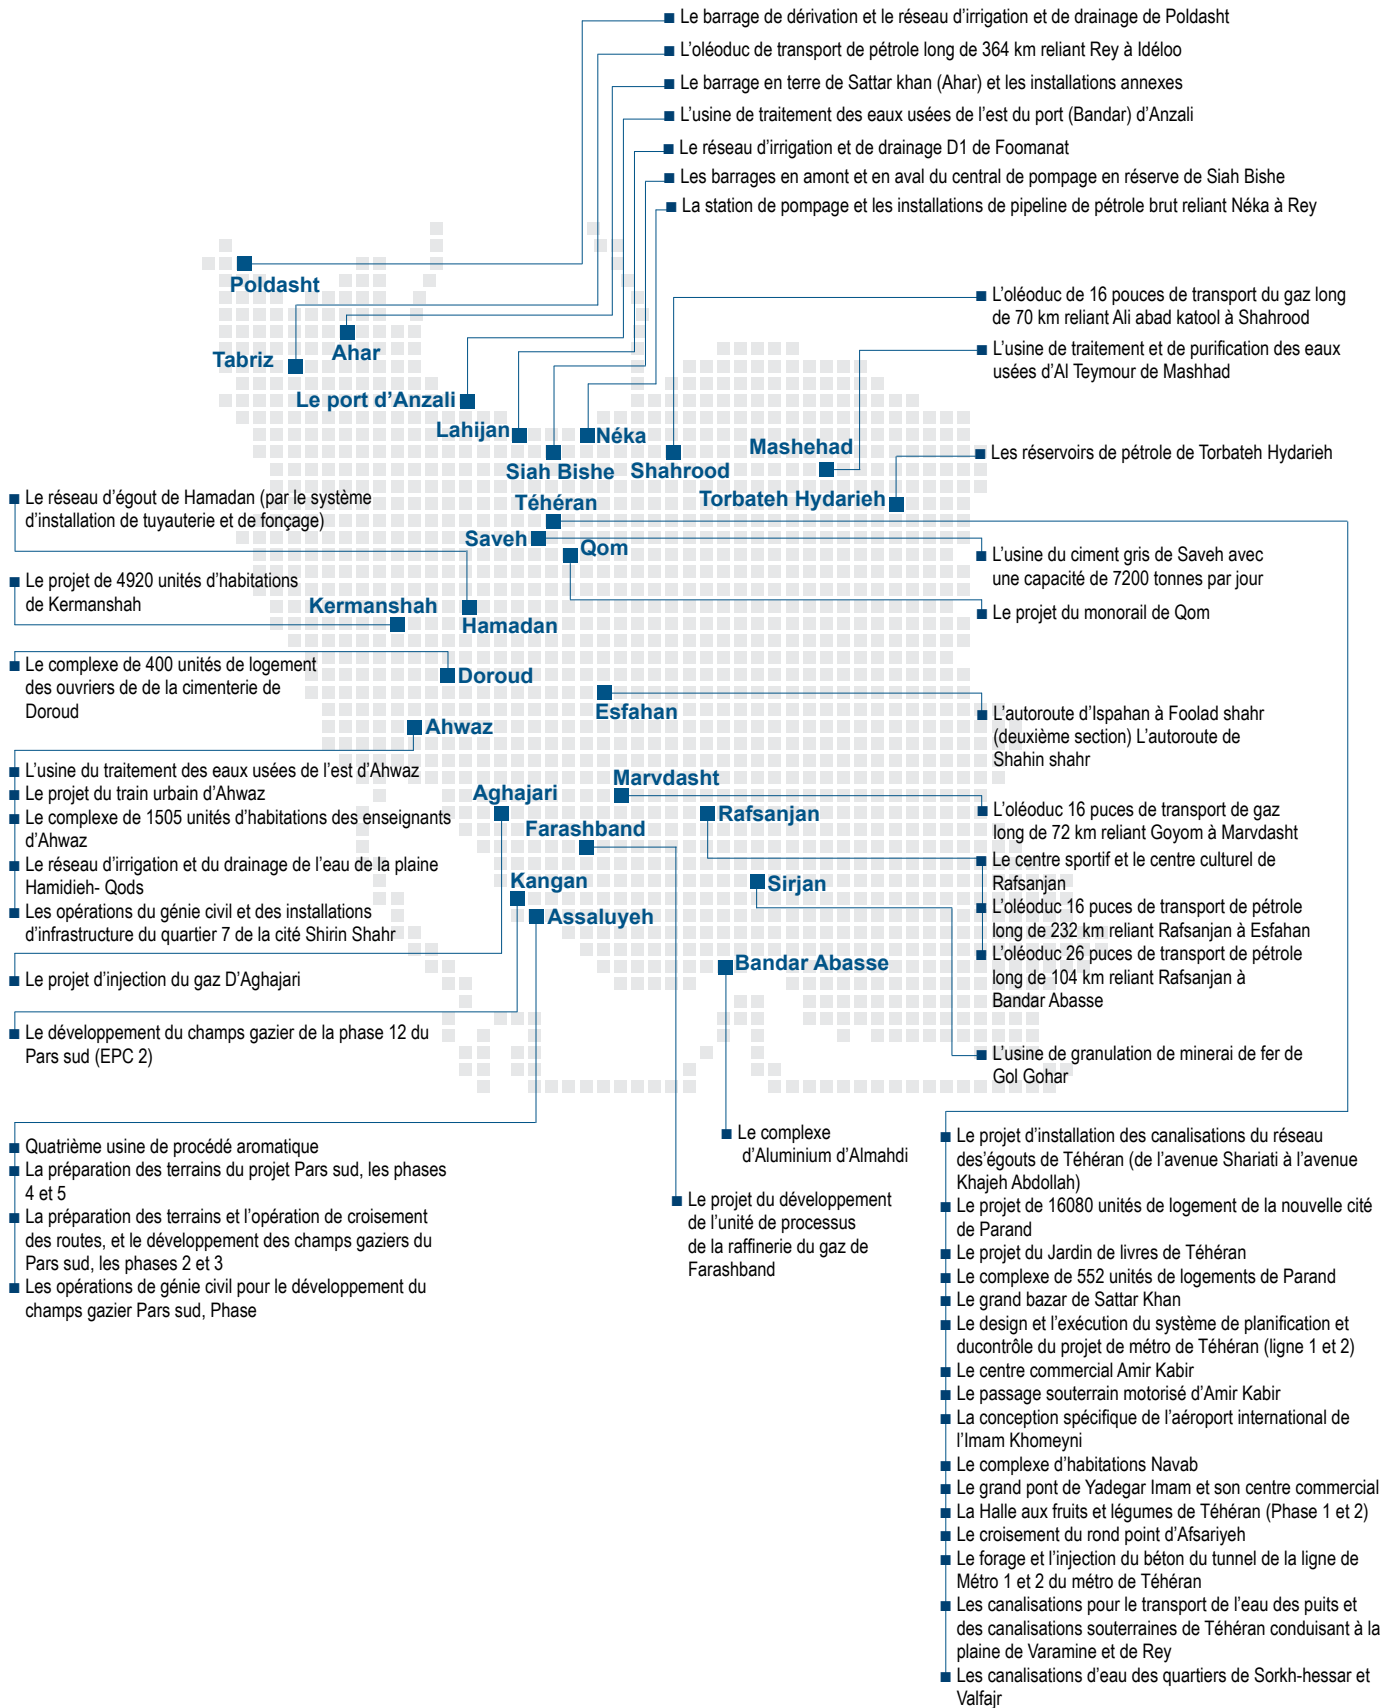 Le barrage de dérivation et le réseau d'irrigation et de drainage de Poldasht
L'oléoduc de transport de pétrole long de 364 km reliant Rey à Idéloo
Le barrage en terre de Sattar khan (Ahar) et les installations annexes
L'usine de traitement des eaux usées de l'est du port (Bandar) d'Anzali
Le réseau d'irrigation et de drainage D1 de Foomanat
Les barrages en amont et en aval du central de pompage en réserve de Siah Bishe
La station de pompage et les installations de pipeline de pétrole brut reliant Néka à Rey
Poldasht
Ahar
Tabriz
Le port d'Anzali
Lahijan
Néka
Siah Bishe
Shahrood
Mashehad
Torbateh Hydarieh
Téhéran
Saveh
Qom
Kermanshah
Hamadan
Doroud
Esfahan
Ahwaz
Marvdasht
Aghajari
Rafsanjan
Farashband
Kangan
Sirjan
Assaluyeh
Bandar Abasse
L'oléoduc de 16 pouces de transport du gaz long
de 70 km reliant Ali abad katool à Shahrood
L'usine de traitement et de purification des eaux
usées d'Al Teymour de Mashhad
Les réservoirs de pétrole de Torbateh Hydarieh
L'usine du ciment gris de Saveh avec
une capacité de 7200 tonnes par jour
Le projet du monorail de Qom
L'autoroute d'Ispahan à Foolad shahr
(deuxième section) L'autoroute de
Shahin shahr
L'oléoduc 16 puces de transport de gaz
long de 72 km reliant Goyom à Marvdasht
Le centre sportif et le centre culturel de
Rafsanjan
L'oléoduc 16 puces de transport de pétrole
long de 232 km reliant Rafsanjan à Esfahan
L'oléoduc 26 puces de transport de pétrole
long de 104 km reliant Rafsanjan à
Bandar Abasse
L'usine de granulation de minerai de fer de
Gol Gohar
Le réseau d'égout de Hamadan (par le système
d'installation de tuyauterie et de fonçage)
Le projet de 4920 unités d'habitations
de Kermanshah
Le complexe de 400 unités de logement
des ouvriers de de la cimenterie de
Doroud
L'usine du traitement des eaux usées de l'est d'Ahwaz
Le projet du train urbain d'Ahwaz
Le complexe de 1505 unités d'habitations des enseignants
d'Ahwaz
Le réseau d'irrigation et du drainage de l'eau de la plaine
Hamidieh- Qods
Les opérations du génie civil et des installations
d'infrastructure du quartier 7 de la cité Shirin Shahr
Le projet d'injection du gaz D'Aghajari
Le développement du champs gazier de la phase 12 du
Pars sud (EPC 2)
Quatrième usine de procédé aromatique
La préparation des terrains du projet Pars sud, les phases
4 et 5
La préparation des terrains et l'opération de croisement
des routes, et le développement des champs gaziers du
Pars sud, les phases 2 et 3
Les opérations de génie civil pour le développement du
champs gazier Pars sud, Phase
Le complexe
d'Aluminium d'Almahdi
Le projet du développement
de l'unité de processus
de la raffinerie du gaz de
Farashband
Le projet d'installation des canalisations du réseau
des'égouts de Téhéran (de l'avenue Shariati à l'avenue
Khajeh Abdollah)
Le projet de 16080 unités de logement de la nouvelle cité
de Parand
Le projet du Jardin de livres de Téhéran
Le complexe de 552 unités de logements de Parand
Le grand bazar de Sattar Khan
Le design et l'exécution du système de planification et
ducontrôle du projet de métro de Téhéran (ligne 1 et 2)
Le centre commercial Amir Kabir
Le passage souterrain motorisé d'Amir Kabir
La conception spécifique de l'aéroport international de
l'Imam Khomeyni
Le complexe d'habitations Navab
Le grand pont de Yadegar Imam et son centre commercial
La Halle aux fruits et légumes de Téhéran (Phase 1 et 2)
Le croisement du rond point d'Afsariyeh
Le forage et l'injection du béton du tunnel de la ligne de
Métro 1 et 2 du métro de Téhéran
Les canalisations pour le transport de l'eau des puits et
des canalisations souterraines de Téhéran conduisant à la
plaine de Varamine et de Rey
Les canalisations d'eau des quartiers de Sorkh-hessar et
Valfajr